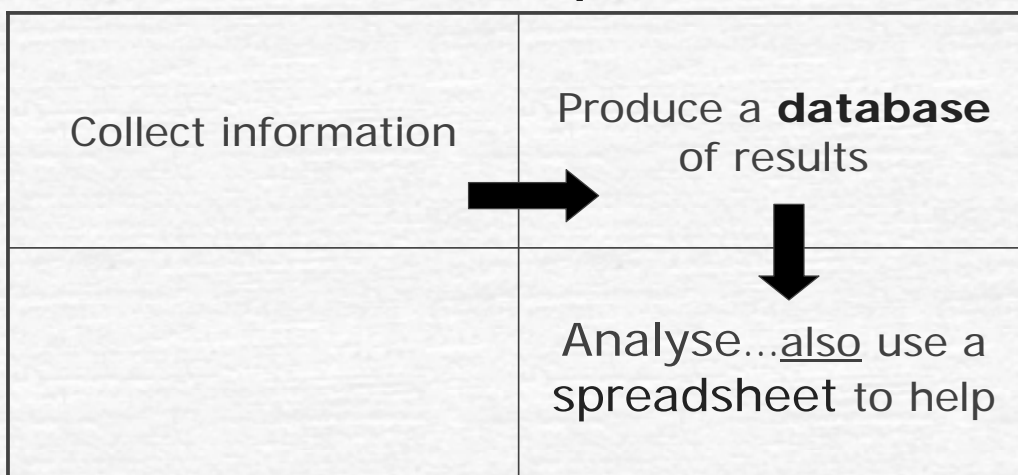 Collect information
Produce a database
of results
Analyse...also use a
spreadsheet to help